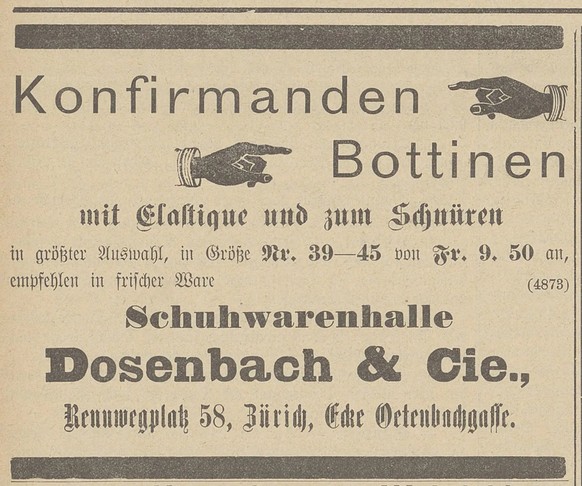 Konfirmanden
Bottinen
mit Elastique und zum Schnüren
in größter Auswahl, in Größe Nr. 39—45 von Fr. 9. 50 an,
empfehlen in frischer Ware (4873)
Schuhwarenhalle
Dosenbach & Cie.,
Rennwegplatz 58, Zürich, Ecke Oetenbachgasse.